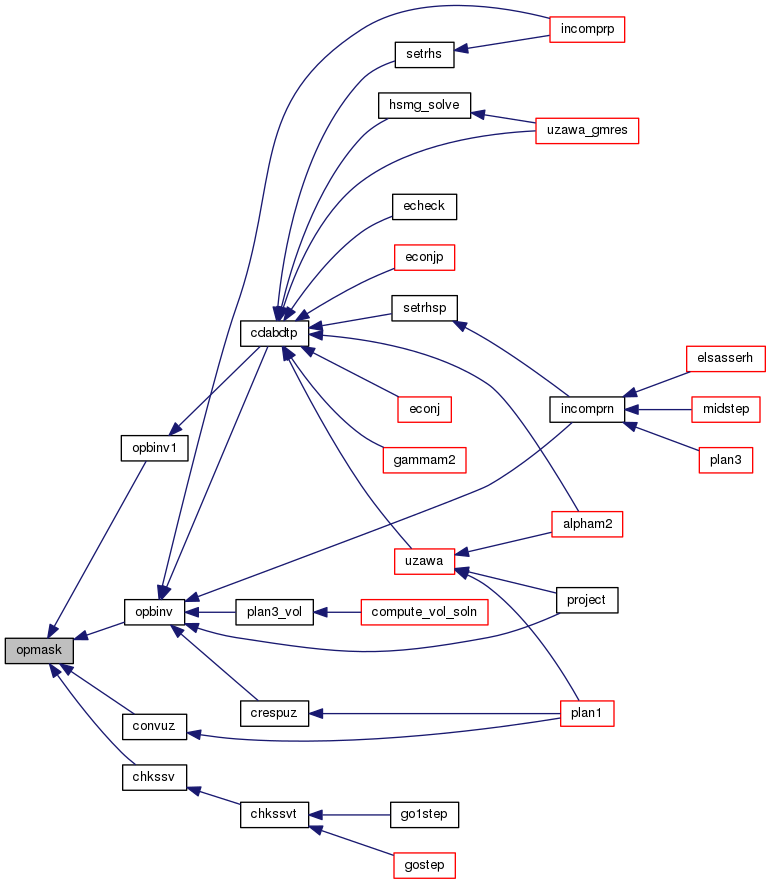 incomprp
setrhs
hsmg_solve
uzawa_gmres
echeck
econjp
setrhsp
cdabdtp
elsasserh
econj
incomprn
midstep
opbinv1
gammam2
plan3
alpham2
uzawa
project
opbinv
plan3_vol
compute_vol_soln
opmask
crespuz
plan1
convuz
chkssv
chkssvt
go1step
gostep